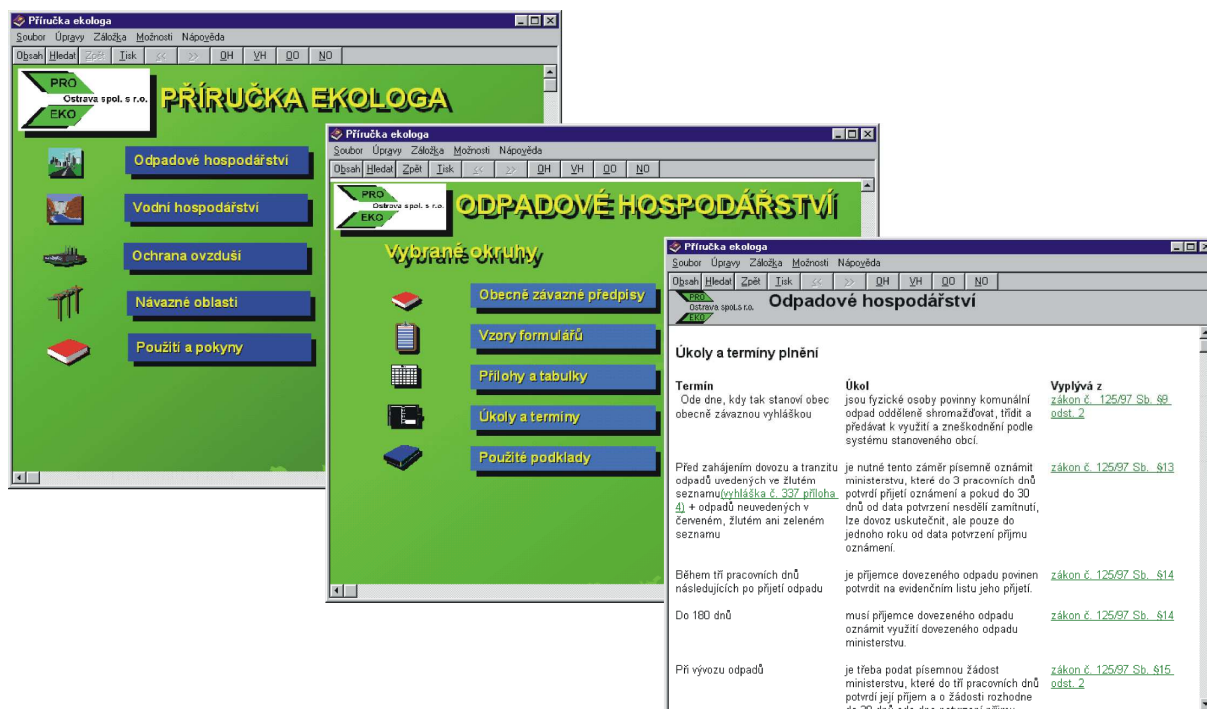 Příručka ekologa
Soubor Úpravy Záložka Možnosti Nápověda
Obsah Hledat Zpět Tisk << >> OH VH OO NO
PRO
Ostrava spol. s r.o.
EKO
PŘÍRUČKA EKOLOGA
Odpadové hospodářství
Vodní hospodářství
Ochrana ovzduší
Návazné oblasti
Použití a pokyny
Příručka ekologa
Soubor Úpravy Záložka Možnosti Nápověda
Obsah Hledat Zpět Tisk << >> OH VH OO NO
PRO
Ostrava spol. s r.o.
EKO
ODPADOVÉ HOSPODÁŘSTVÍ
Vybrané okruhy
Obecně závazné předpisy
Vzory formulářů
Přílohy a tabulky
Úkoly a termíny
Použité podklady
Příručka ekologa
Soubor Úpravy Záložka Možnosti Nápověda
Obsah Hledat Zpět Tisk << >> OH VH OO NO
PRO
Ostrava spol.s r.o.
EKO
Odpadové hospodářství
Úkoly a termíny plnění
Termín Úkol Vyplývá z
Ode dne, kdy tak stanoví obec jsou fyzické osoby povinny komunální zákon č. 125/97 Sb. §9
obecně závaznou vyhláškou odpad odděleně shromažďovat, třídit a odst. 2
předávat k využití a zneškodnění podle
systému stanoveného obcí.
Před zahájením dovozu a tranzitu je nutné tento záměr písemně oznámit zákon č. 125/97 Sb. §13
odpadů uvedených ve žlutém ministerstvu, které do 3 pracovních dnů
seznamu(vyhláška č. 337 příloha potvrdí přijetí oznámení a pokud do 30
4) + odpadů neuvedených v dnů od data potvrzení nesdělí zamítnutí,
červeném, žlutém ani zeleném lze dovoz uskutečnit, ale pouze do
seznamu jednoho roku od data potvrzení příjmu
oznámení.
Během tří pracovních dnů je příjemce dovezeného odpadu povinen zákon č. 125/97 Sb. §14
následujících po přijetí odpadu potvrdit na evidenčním listu jeho přijetí.
Do 180 dnů musí příjemce dovezeného odpadu zákon č. 125/97 Sb. §14
oznámit využití dovezeného odpadu
ministerstvu.
Při vývozu odpadů je třeba podat písemnou žádost zákon č. 125/97 Sb. §15
ministerstvu, které do tří pracovních dnů odst. 2
potvrdí její příjem a o žádosti rozhodne